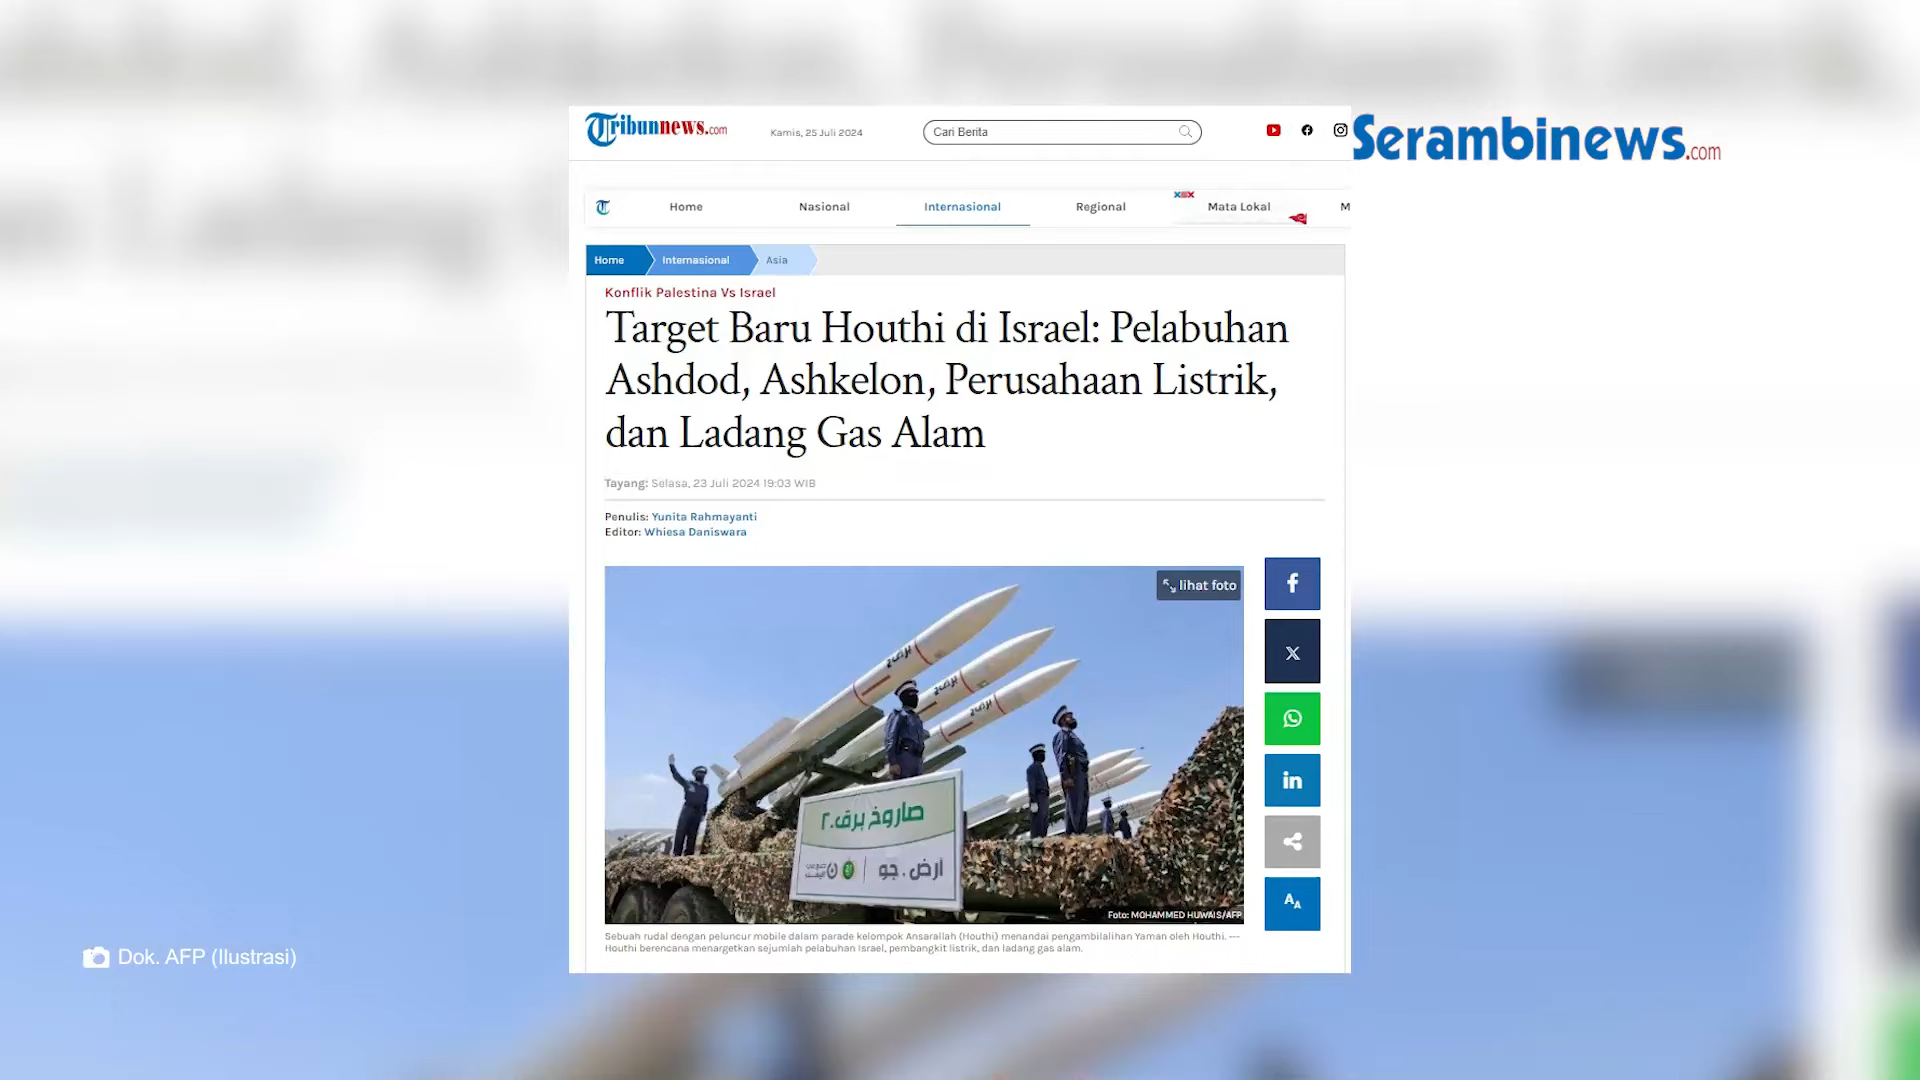 Tribunnews.com
Kamis, 25 Juli 2024
Cari Berita
Serambinews.com
Home
Nasional
Internasional
Regional
Mata Lokal
M
Home
Internasional
Asia
Konflik Palestina Vs Israel
Target Baru Houthi di Israel: Pelabuhan
Ashdod, Ashkelon, Perusahaan Listrik,
dan Ladang Gas Alam
Tayang: Selasa, 23 Juli 2024 19:03 WIB
Penulis: Yunita Rahmayanti
Editor: Whiesa Daniswara
lihat foto
صاروخ برق.٢
أرض.جو
Foto: MOHAMMED HUWAIS/AFP
Sebuah rudal dengan peluncur mobile dalam parade kelompok Ansarallah (Houthi) menandai pengambilalihan Yaman oleh Houthi. ---
Houthi berencana menargetkan sejumlah pelabuhan Israel, pembangkit listrik, dan ladang gas alam.
Dok. AFP (Ilustrasi)